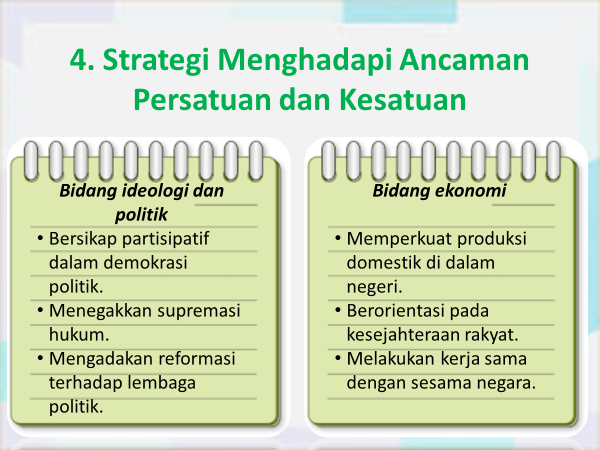 4. Strategi Menghadapi Ancaman
Persatuan dan Kesatuan
Bidang ideologi dan
politik
• Bersikap partisipatif
dalam demokrasi
politik.
• Menegakkan supremasi
hukum.
• Mengadakan reformasi
terhadap lembaga
politik.
Bidang ekonomi
• Memperkuat produksi
domestik di dalam
negeri.
• Berorientasi pada
kesejahteraan rakyat.
• Melakukan kerja sama
dengan sesama negara.